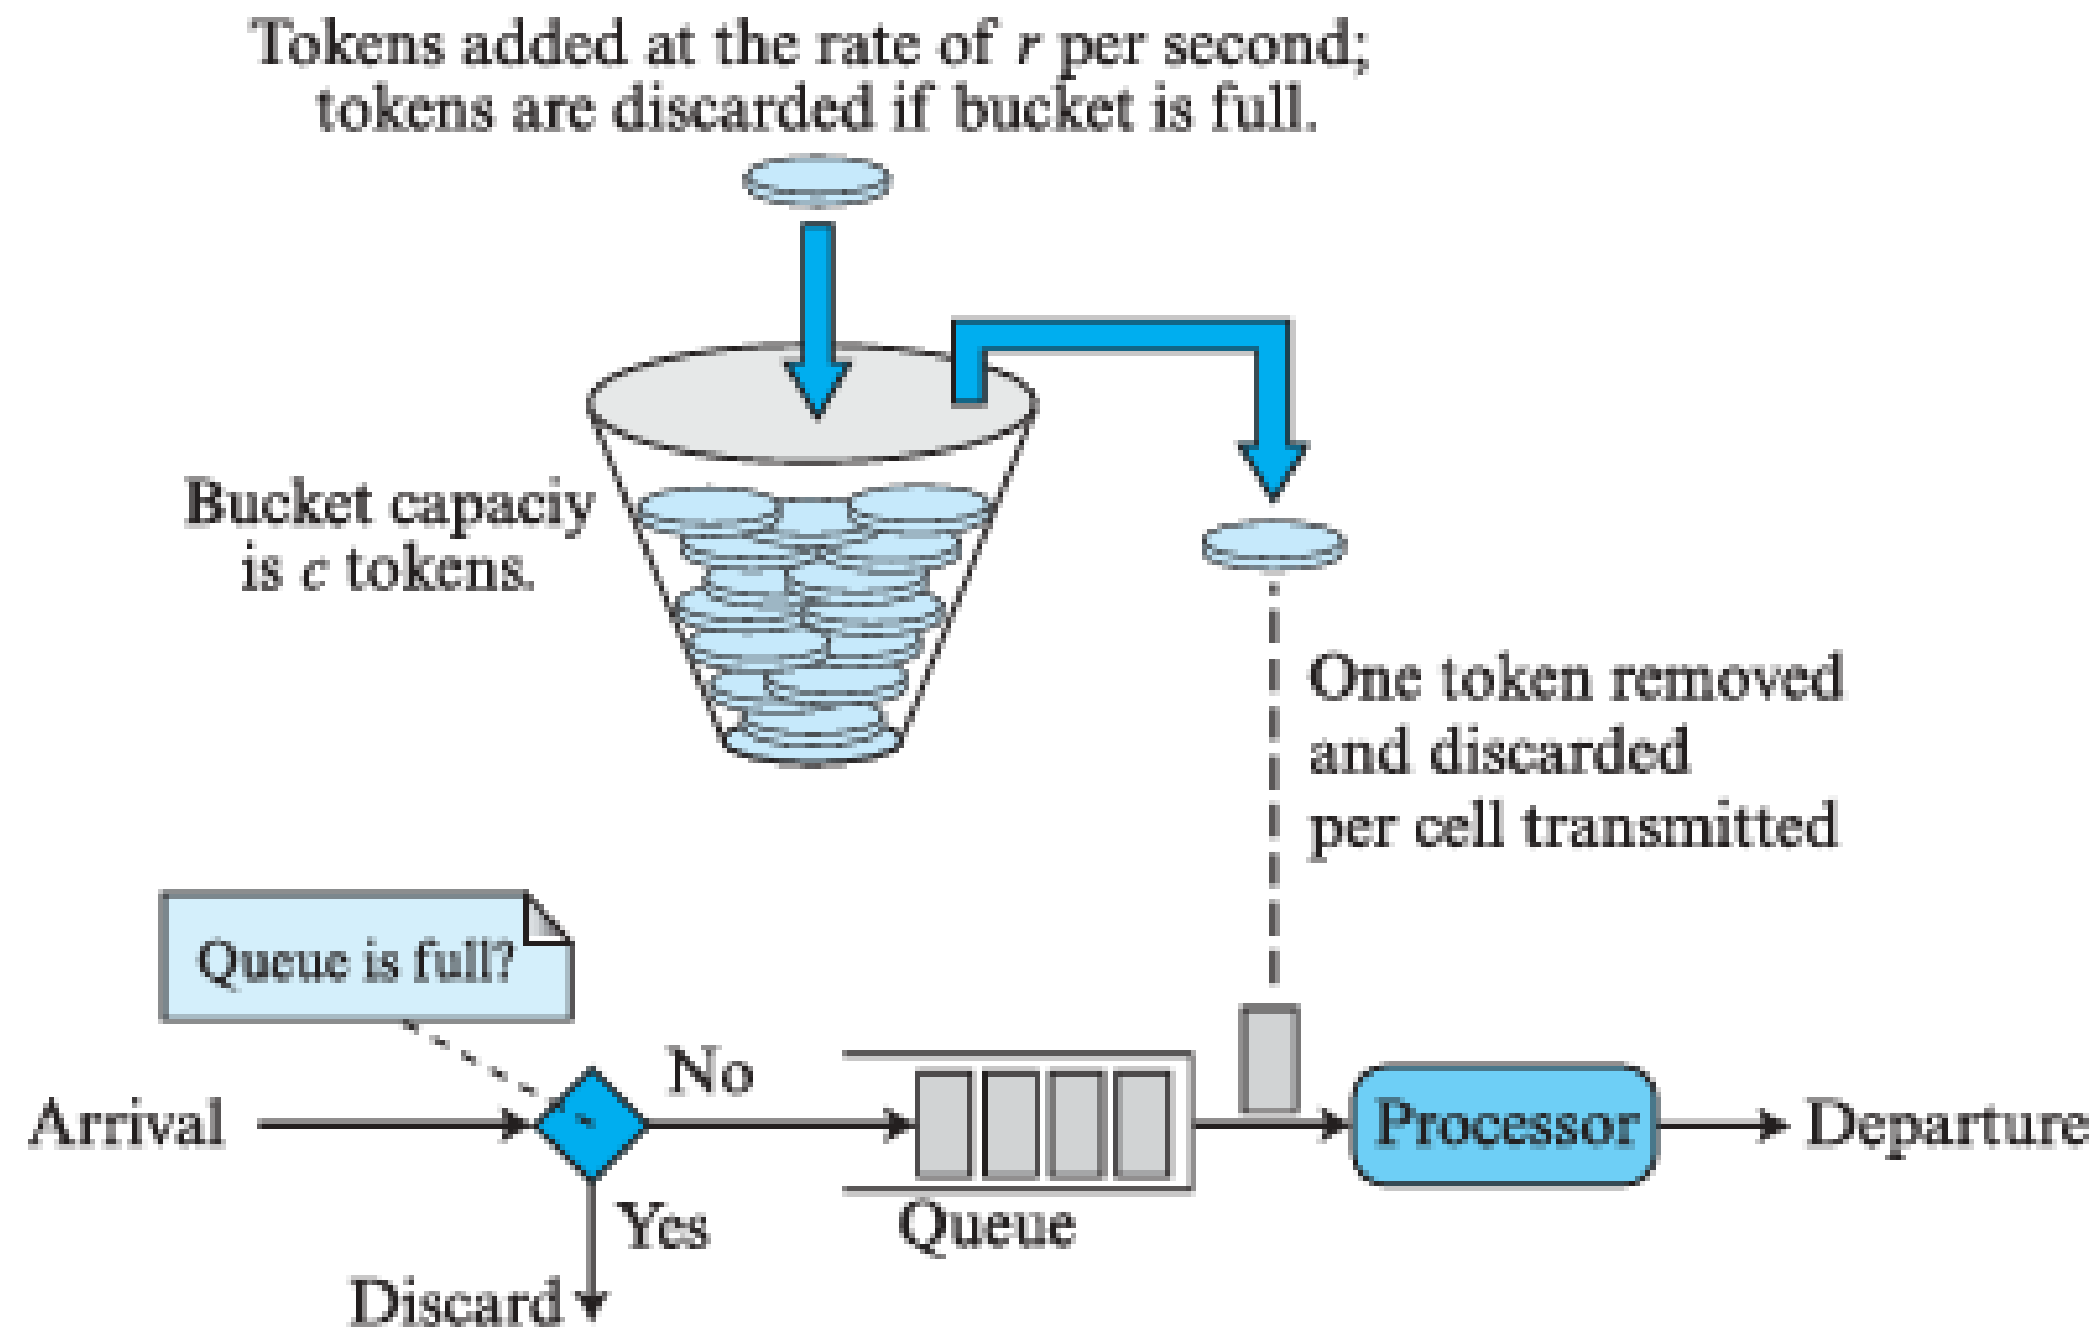 Tokens added at the rate of r per second;
tokens are discarded if bucket is full.
Bucket capaciy
is c tokens.
One token removed
and discarded
per cell transmitted
Queue is full?
No
Arrival
Processor
Departure
Yes
Queue
Discard